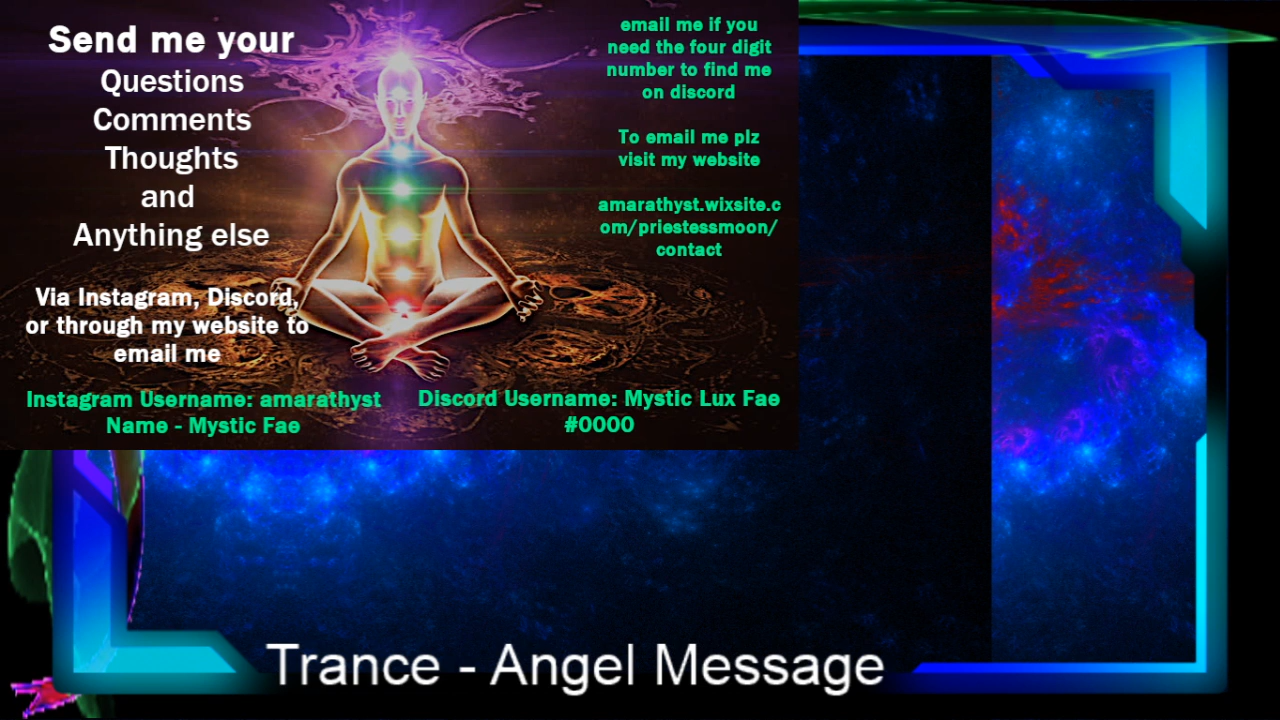 Send me your
Questions
Comments
Thoughts
and
Anything else
Via Instagram, Discord,
or through my website to
email me
Instagram Username: amarathyst
Name - Mystic Fae
email me if you
need the four digit
number to find me
on discord
To email me plz
visit my website
amarathyst.wixsite.c
om/priestessmoon/
contact
Discord Username: Mystic Lux Fae
#0000
Trance - Angel Message